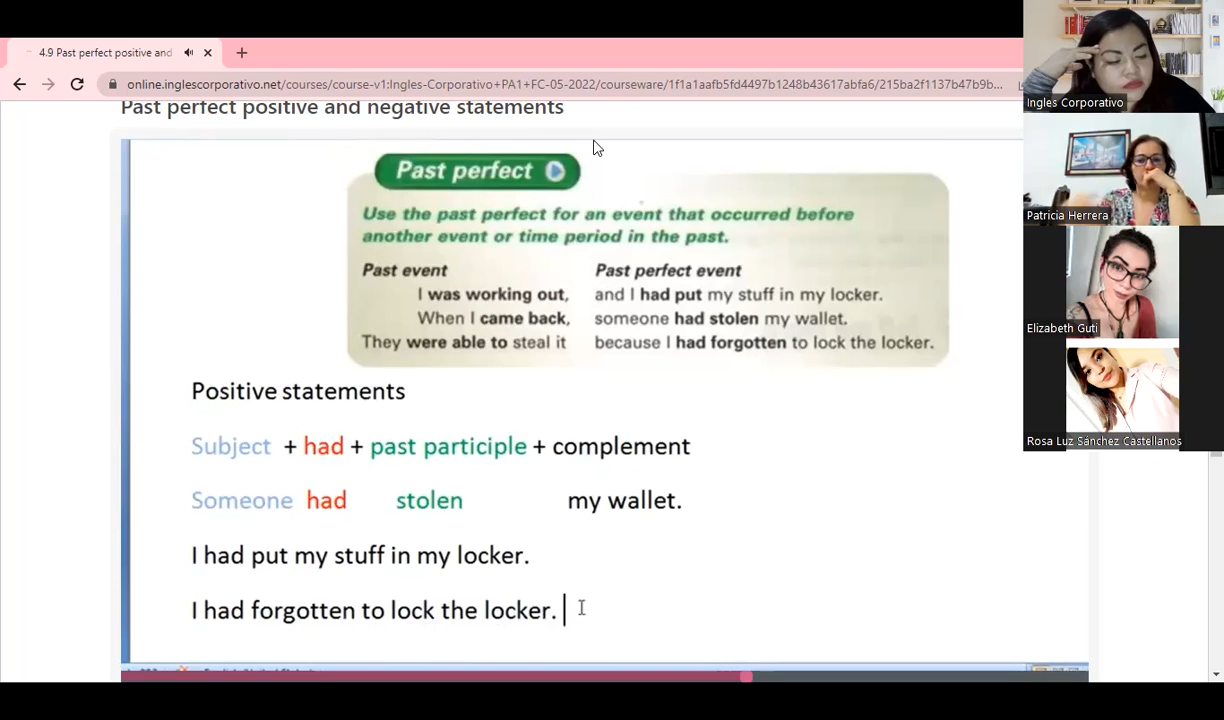 4.9 Past perfect positive and
online.inglescorporativo.net/courses/course-v1:Ingles-Corporativo+PA1+FC-05-2022/courseware/1f1a1aafb5fd4497b1248b43617abfa6/215ba2f1137b47b9b...
Past perfect positive and negative statements
Past perfect
Use the past perfect for an event that occurred before
another event or time period in the past.
Past event Past perfect event
I was working out, and I had put my stuff in my locker.
When I came back, someone had stolen my wallet.
They were able to steal it because I had forgotten to lock the locker.
Positive statements
Subject + had + past participle + complement
Someone had stolen my wallet.
I had put my stuff in my locker.
I had forgotten to lock the locker.
Ingles Corporativo
Patricia Herrera
Elizabeth Guti
Rosa Luz Sánchez Castellanos